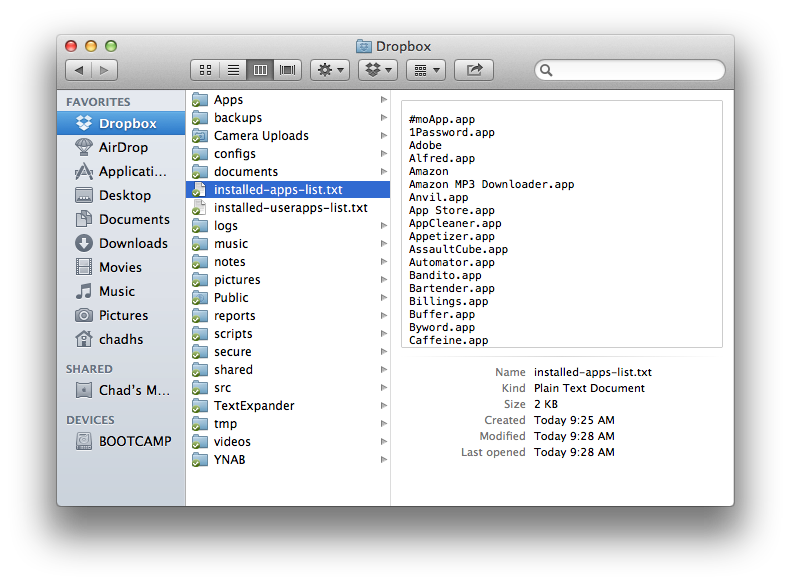 Dropbox
FAVORITES
Dropbox
AirDrop
Applicati...
Desktop
Documents
Downloads
Movies
Music
Pictures
chadhs
SHARED
Chad's M...
DEVICES
BOOTCAMP
Apps
backups
Camera Uploads
configs
documents
installed-apps-list.txt
installed-userapps-list.txt
logs
music
notes
pictures
Public
reports
scripts
secure
shared
src
TextExpander
tmp
videos
YNAB
#moApp.app
1Password.app
Adobe
Alfred.app
Amazon
Amazon MP3 Downloader.app
Anvil.app
App Store.app
AppCleaner.app
Appetizer.app
AssaultCube.app
Automator.app
Bandito.app
Bartender.app
Billings.app
Buffer.app
Byword.app
Caffeine.app
Name installed-apps-list.txt
Kind Plain Text Document
Size 2 KB
Created Today 9:25 AM
Modified Today 9:28 AM
Last opened Today 9:28 AM